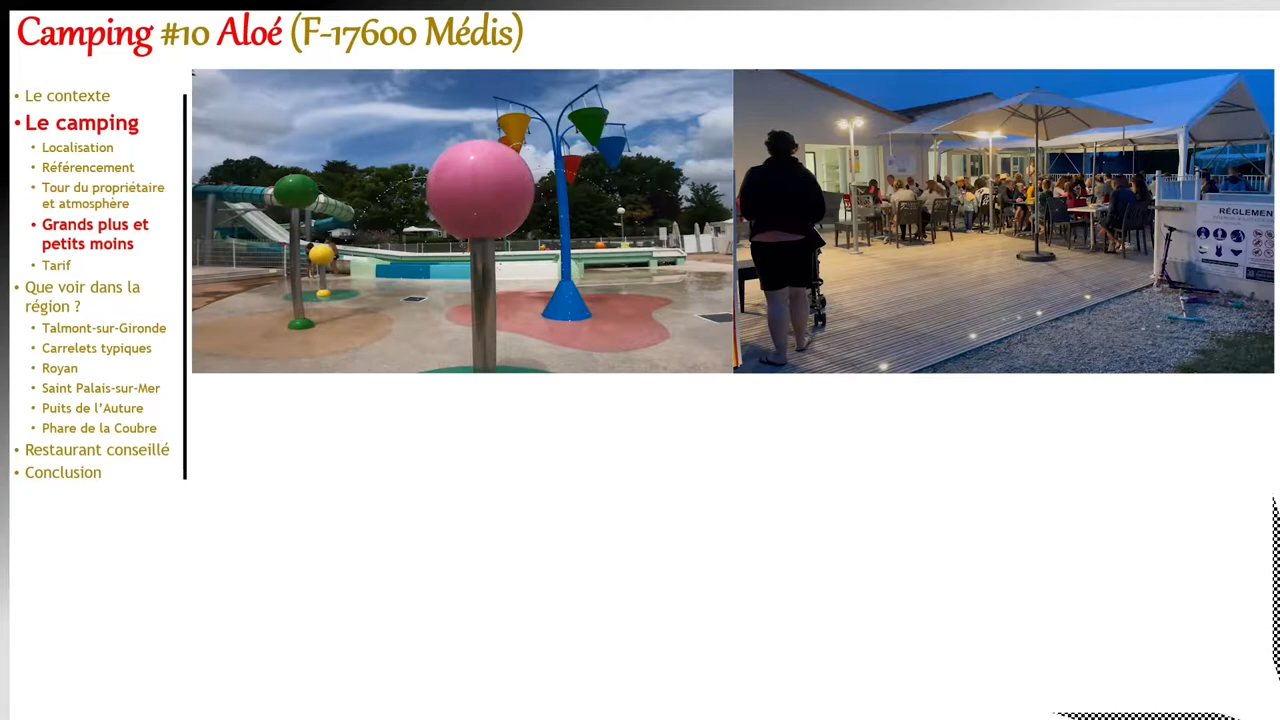 Camping #10 Aloé (F-17600 Médis)
• Le contexte
• Le camping
• Localisation
• Référencement
• Tour du propriétaire
et atmosphère
• Grands plus et
petits moins
• Tarif
• Que voir dans la
région ?
• Talmont-sur-Gironde
• Carrelets typiques
• Royan
• Saint Palais-sur-Mer
• Puits de l'Auture
• Phare de la Coubre
• Restaurant conseillé
• Conclusion
RÉGLEMEN